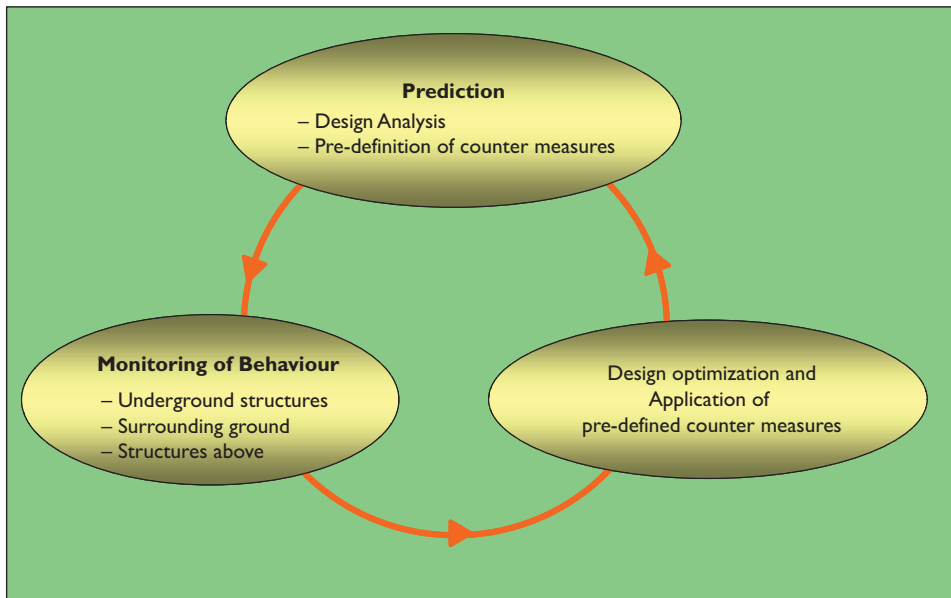 Prediction
– Design Analysis
– Pre-definition of counter measures
Monitoring of Behaviour
– Underground structures
– Surrounding ground
– Structures above
Design optimization and
Application of
pre-defined counter measures